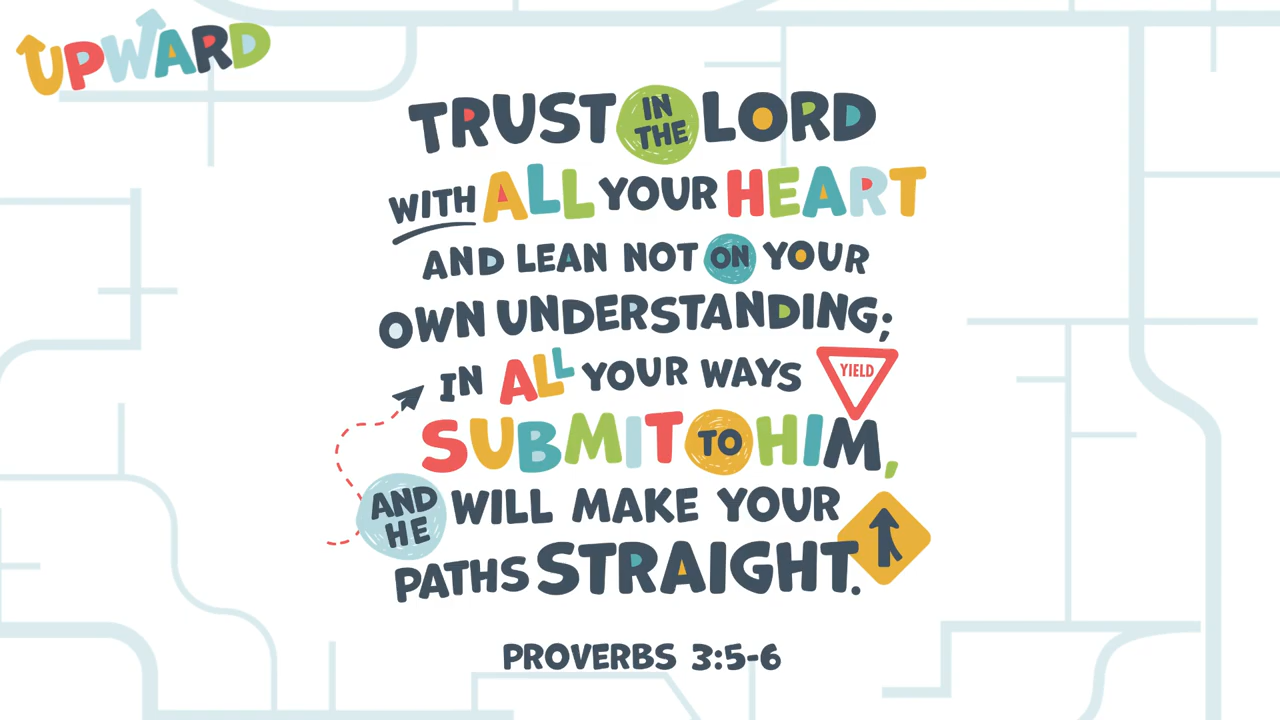 UPWARD
TRUST IN THE LORD
WITH ALL YOUR HEART
AND LEAN NOT ON YOUR
OWN UNDERSTANDING;
IN ALL YOUR WAYS
YIELD
SUBMIT TO HIM,
AND HE WILL MAKE YOUR
PATHS STRAIGHT.
PROVERBS 3:5-6